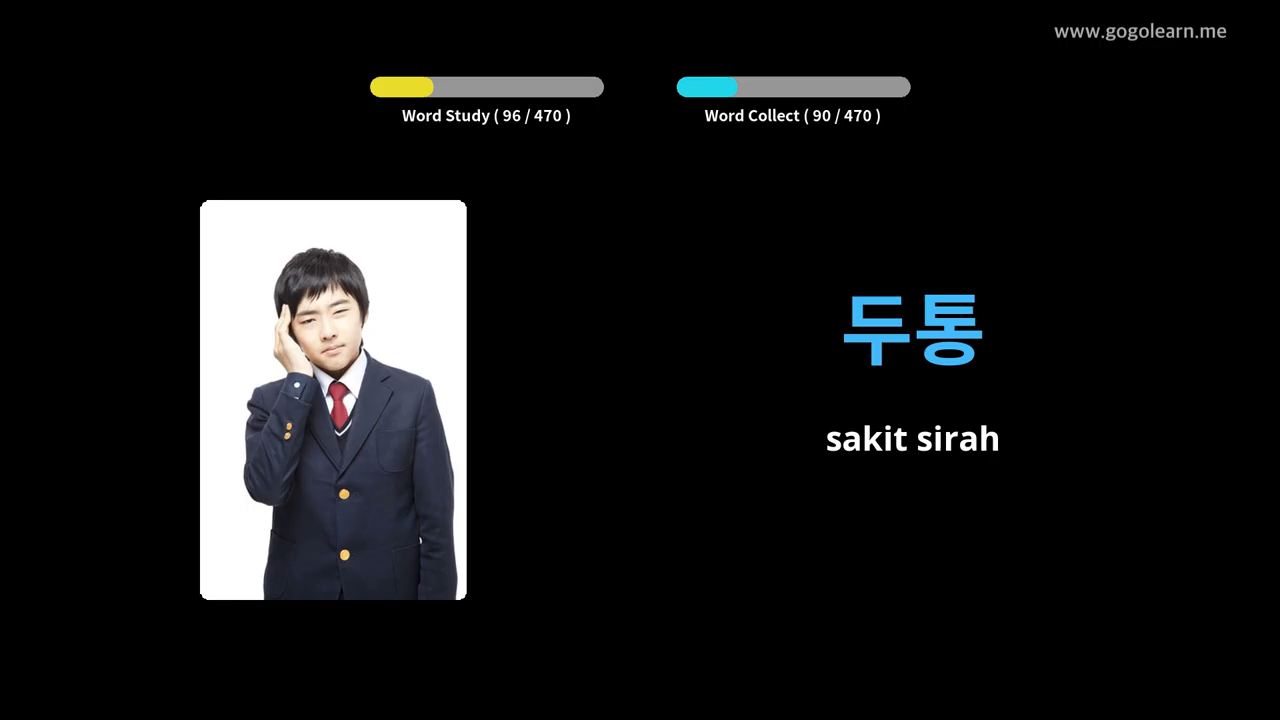 www.gogolearn.me
Word Study ( 96 / 470 )
Word Collect ( 90 / 470 )
두통
sakit sirah